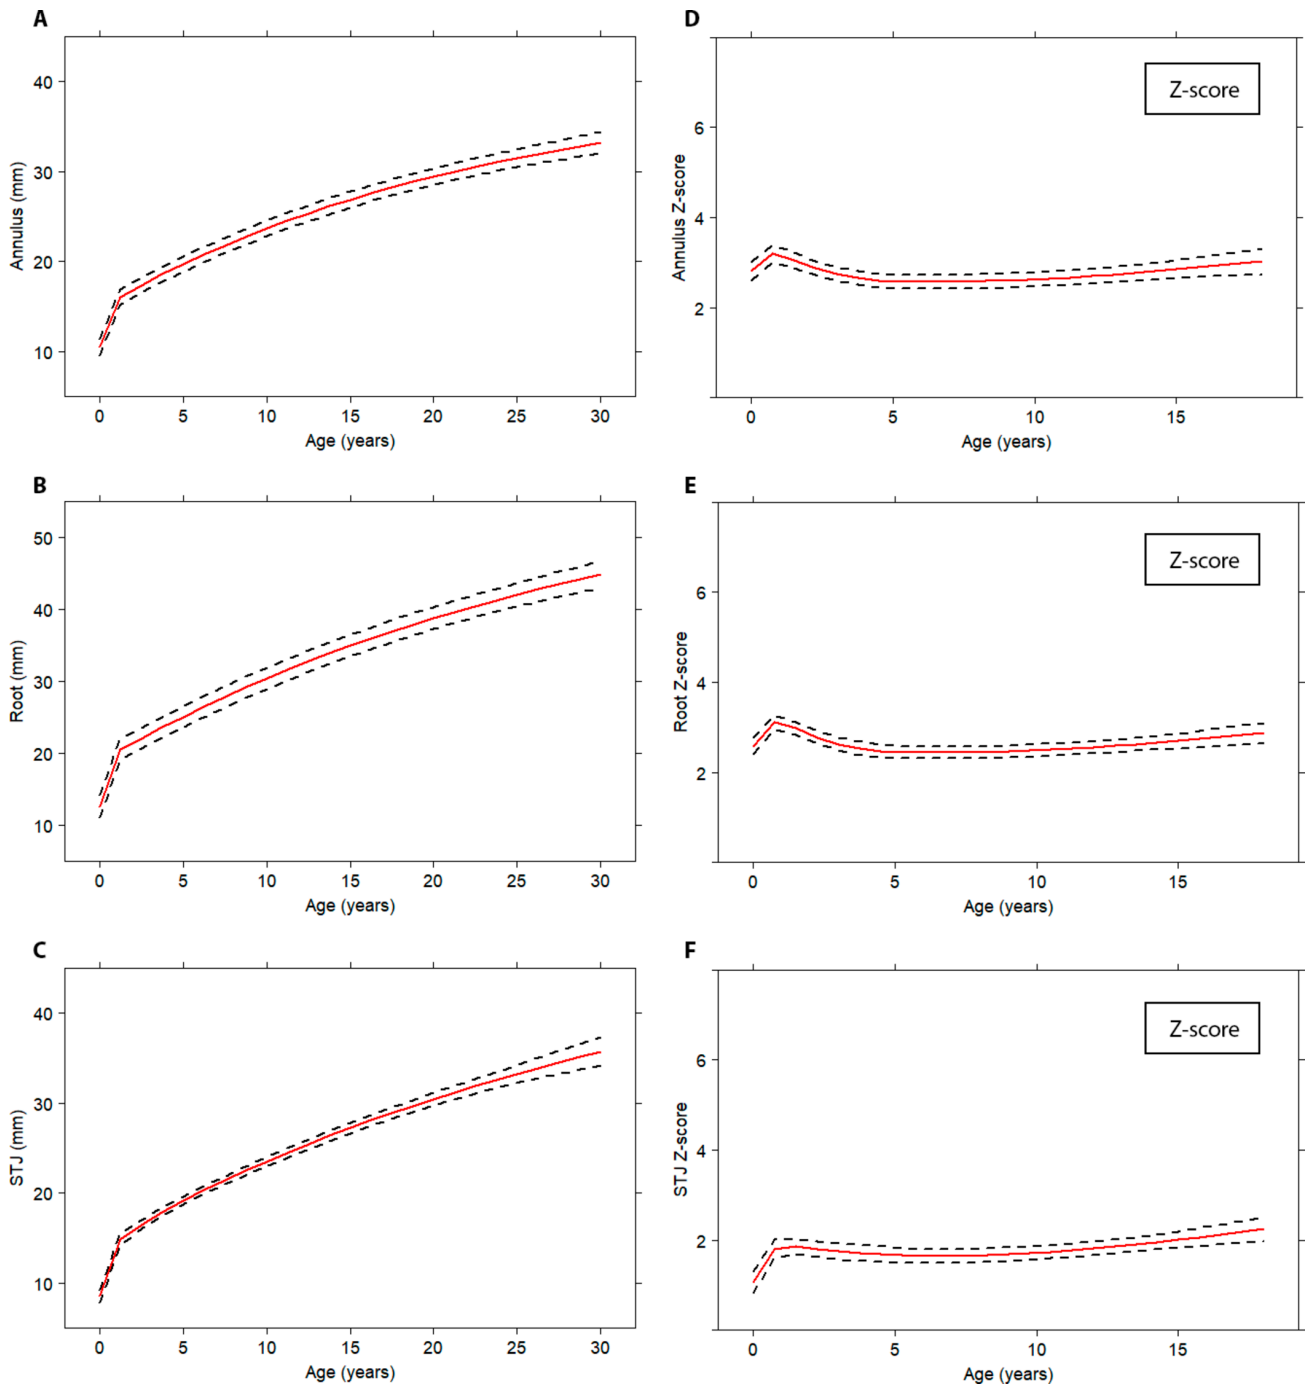 A
Annulus (mm)
40
30
20
10
0 5 10 15 20 25 30
Age (years)
D
Z-score
Annulus Z-score
6
4
2
0 5 10 15
Age (years)
B
Root (mm)
50
40
30
20
10
0 5 10 15 20 25 30
Age (years)
E
Z-score
Root Z-score
6
4
2
0 5 10 15
Age (years)
C
STJ (mm)
40
30
20
10
0 5 10 15 20 25 30
Age (years)
F
Z-score
STJ Z-score
6
4
2
0 5 10 15
Age (years)